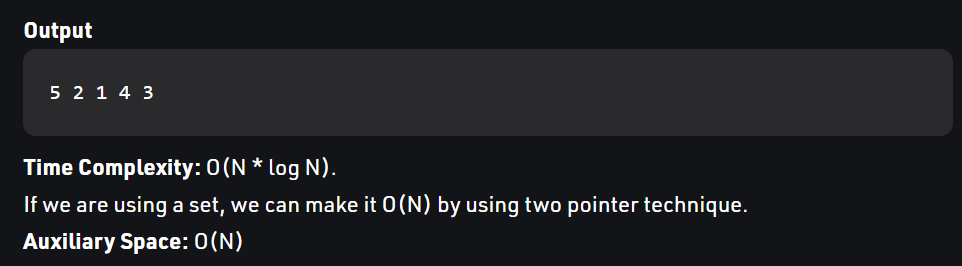 Output
5 2 1 4 3
Time Complexity: O(N * log N).
If we are using a set, we can make it O(N) by using two pointer technique.
Auxiliary Space: O(N)